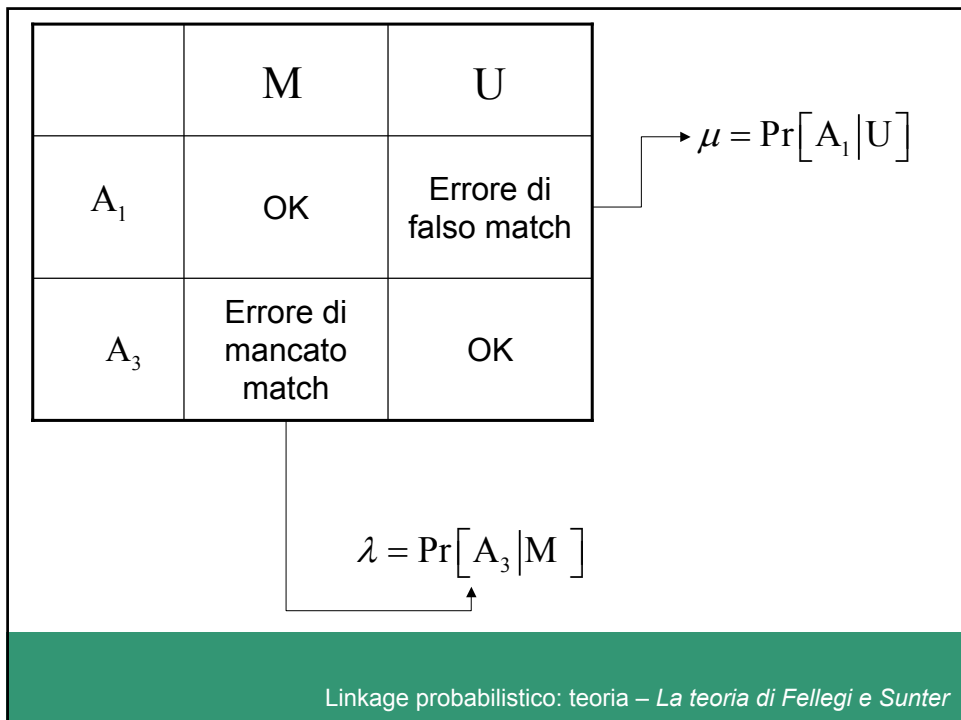 M U
μ = Pr[A₁|U]
A₁ OK Errore di
falso match
A₃ Errore di
mancato
match
OK
λ = Pr[A₃|M ]
Linkage probabilistico: teoria – La teoria di Fellegi e Sunter